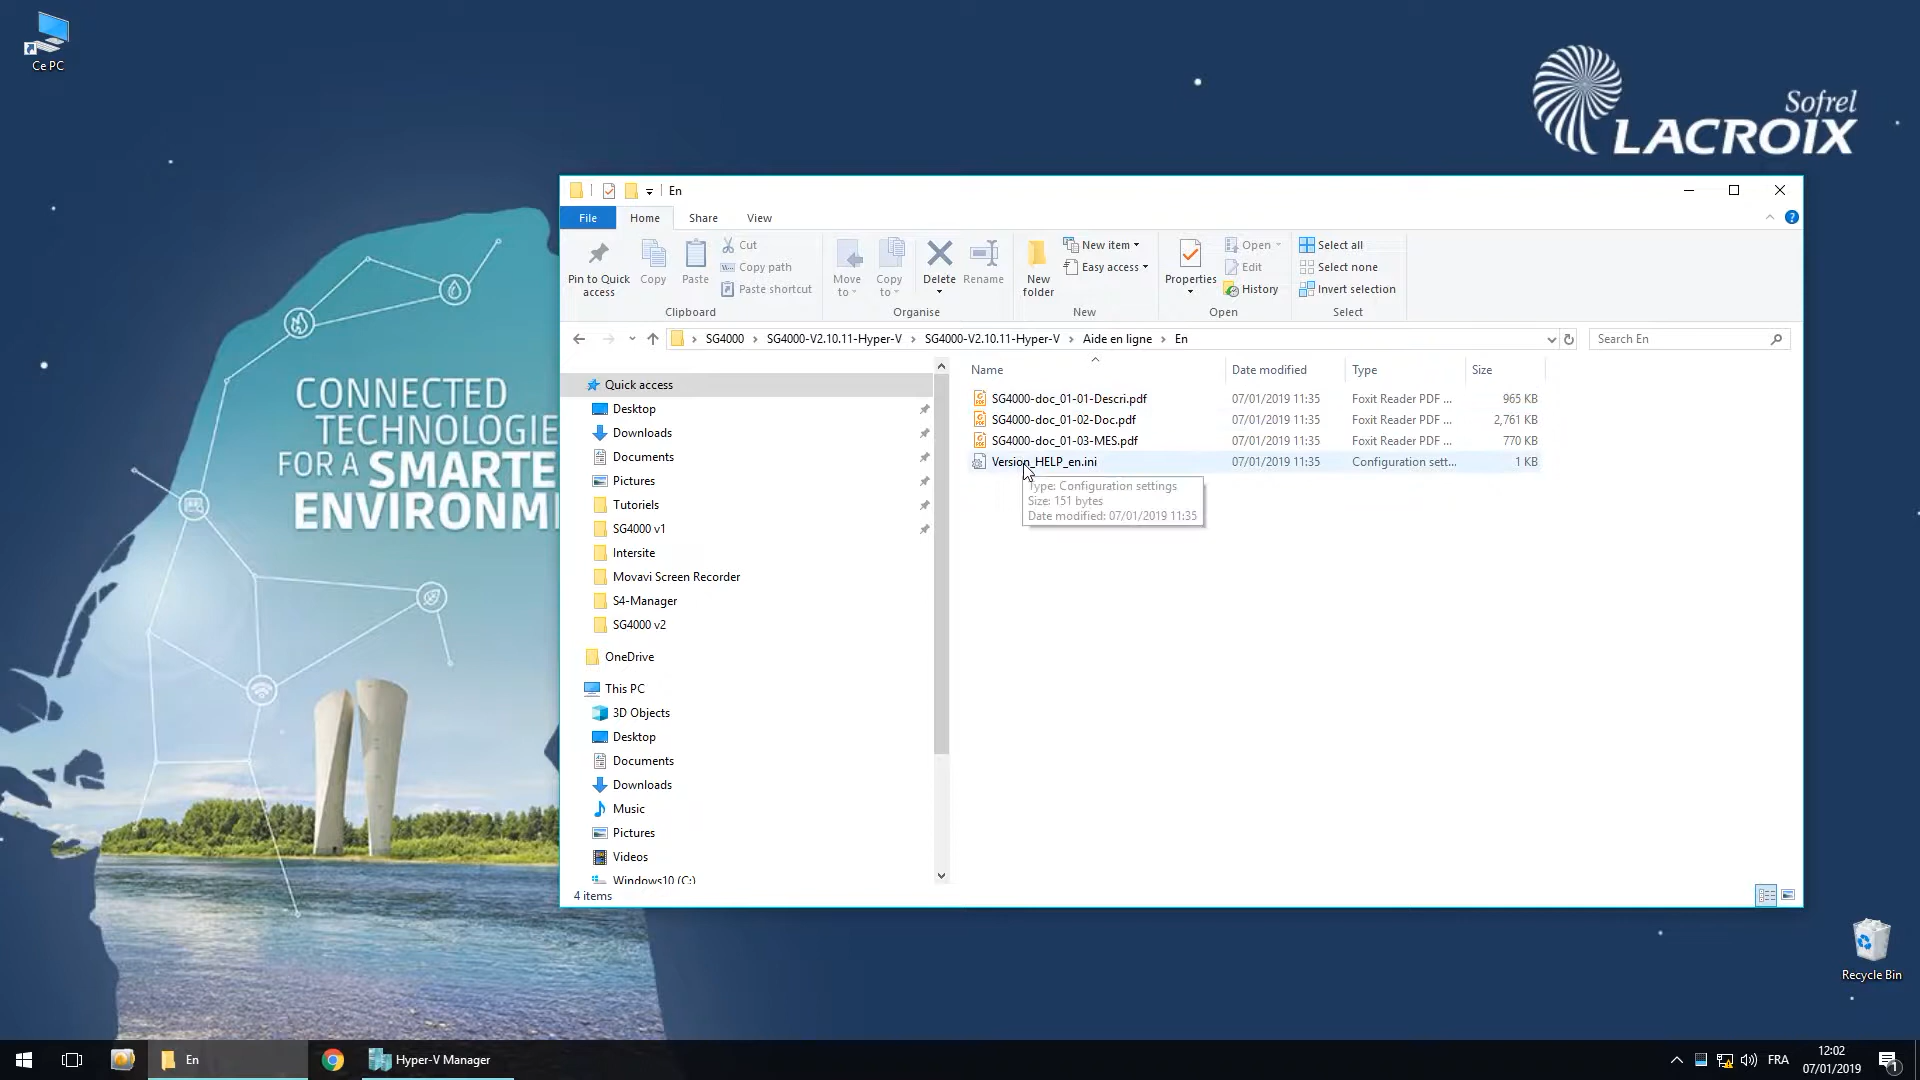 Ce PC
Sofrel
LACROIX
CONNECTED
TECHNOLOGIE
FOR A SMARTE
ENVIRONM
En
File Home Share View
Pin to Quick access
Copy
Paste
Cut
Copy path
Paste shortcut
Clipboard
Move to
Copy to
Delete
Rename
Organise
New folder
New item
Easy access
New
Properties
Open
Edit
History
Open
Select all
Select none
Invert selection
Select
SG4000 > SG4000-V2.10.11-Hyper-V > SG4000-V2.10.11-Hyper-V > Aide en ligne > En
Search En
Quick access
Desktop
Downloads
Documents
Pictures
Tutoriels
SG4000 v1
Intersite
Movavi Screen Recorder
S4-Manager
SG4000 v2
OneDrive
This PC
3D Objects
Desktop
Documents
Downloads
Music
Pictures
Videos
Windows10 (C:)
Name Date modified Type Size
SG4000-doc_01-01-Descri.pdf 07/01/2019 11:35 Foxit Reader PDF ... 965 KB
SG4000-doc_01-02-Doc.pdf 07/01/2019 11:35 Foxit Reader PDF ... 2,761 KB
SG4000-doc_01-03-MES.pdf 07/01/2019 11:35 Foxit Reader PDF ... 770 KB
Version_HELP_en.ini 07/01/2019 11:35 Configuration sett... 1 KB
Type: Configuration settings
Size: 151 bytes
Date modified: 07/01/2019 11:35
4 items
Recycle Bin
En
Hyper-V Manager
FRA
12:02
07/01/2019
1